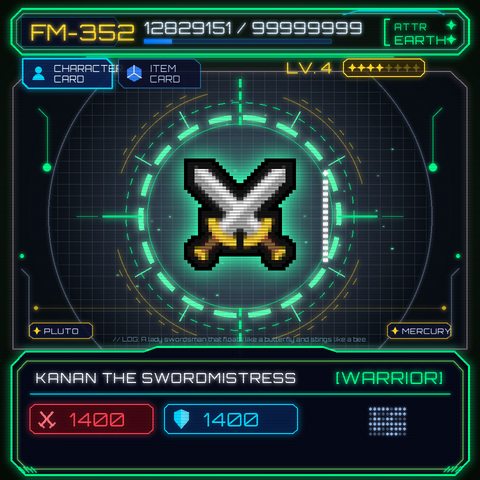 FM-352
12829151 / 99999999
ATTR
EARTH
CHARACTER
CARD
ITEM
CARD
LV.4
PLUTO
MERCURY
// LOG: A lady swordsman that floats like a butterfly and stings like a bee.
KANAN THE SWORDMISTRESS
[WARRIOR]
1400
1400